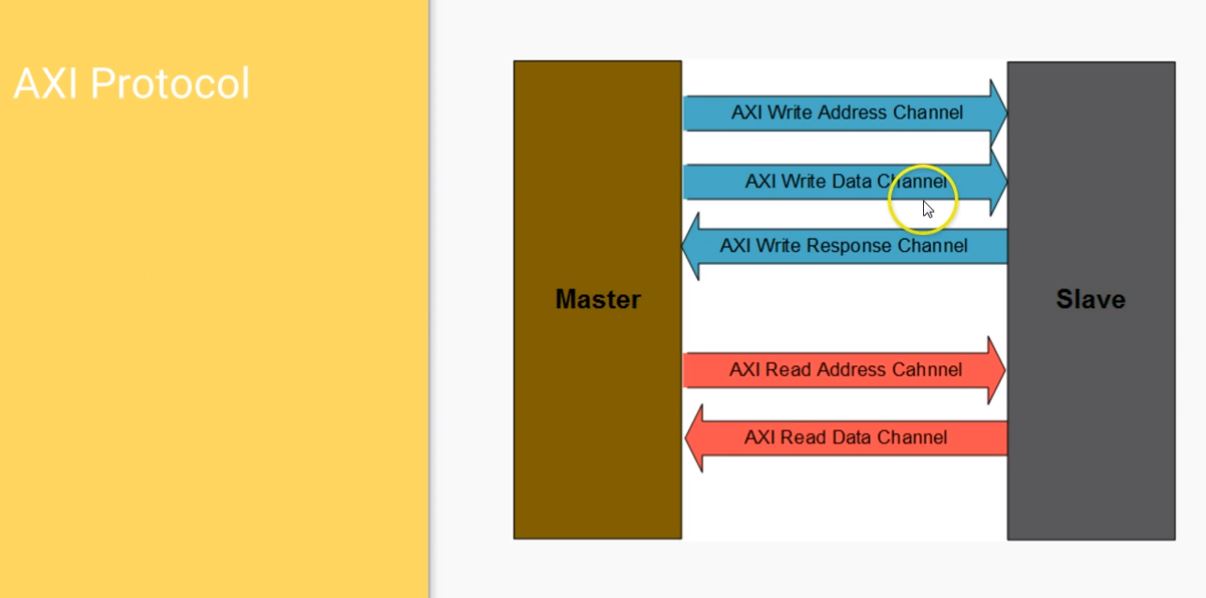 AXI Protocol
AXI Write Address Channel
AXI Write Data Channel
AXI Write Response Channel
Master
Slave
AXI Read Address Cahnnel
AXI Read Data Channel